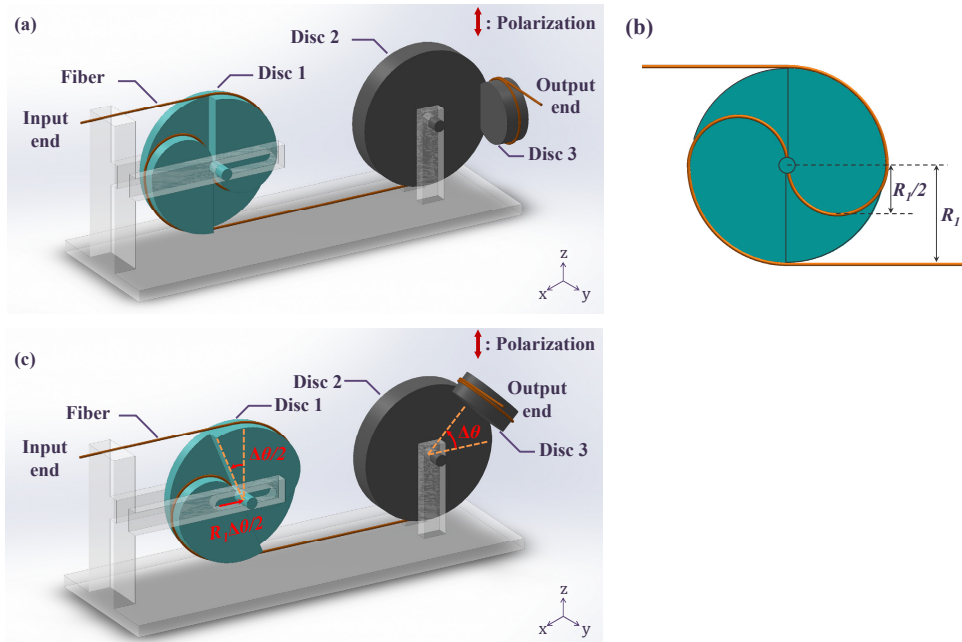 (a)
: Polarization
Disc 2
Fiber
Disc 1
Input
end
Output
end
Disc 3
z
x
y
(b)
R₁/2
R₁
(c)
: Polarization
Disc 2
Disc 1
Fiber
Output
end
Input
end
Δθ/2
Δθ
Disc 3
R₁Δθ/2
z
x
y